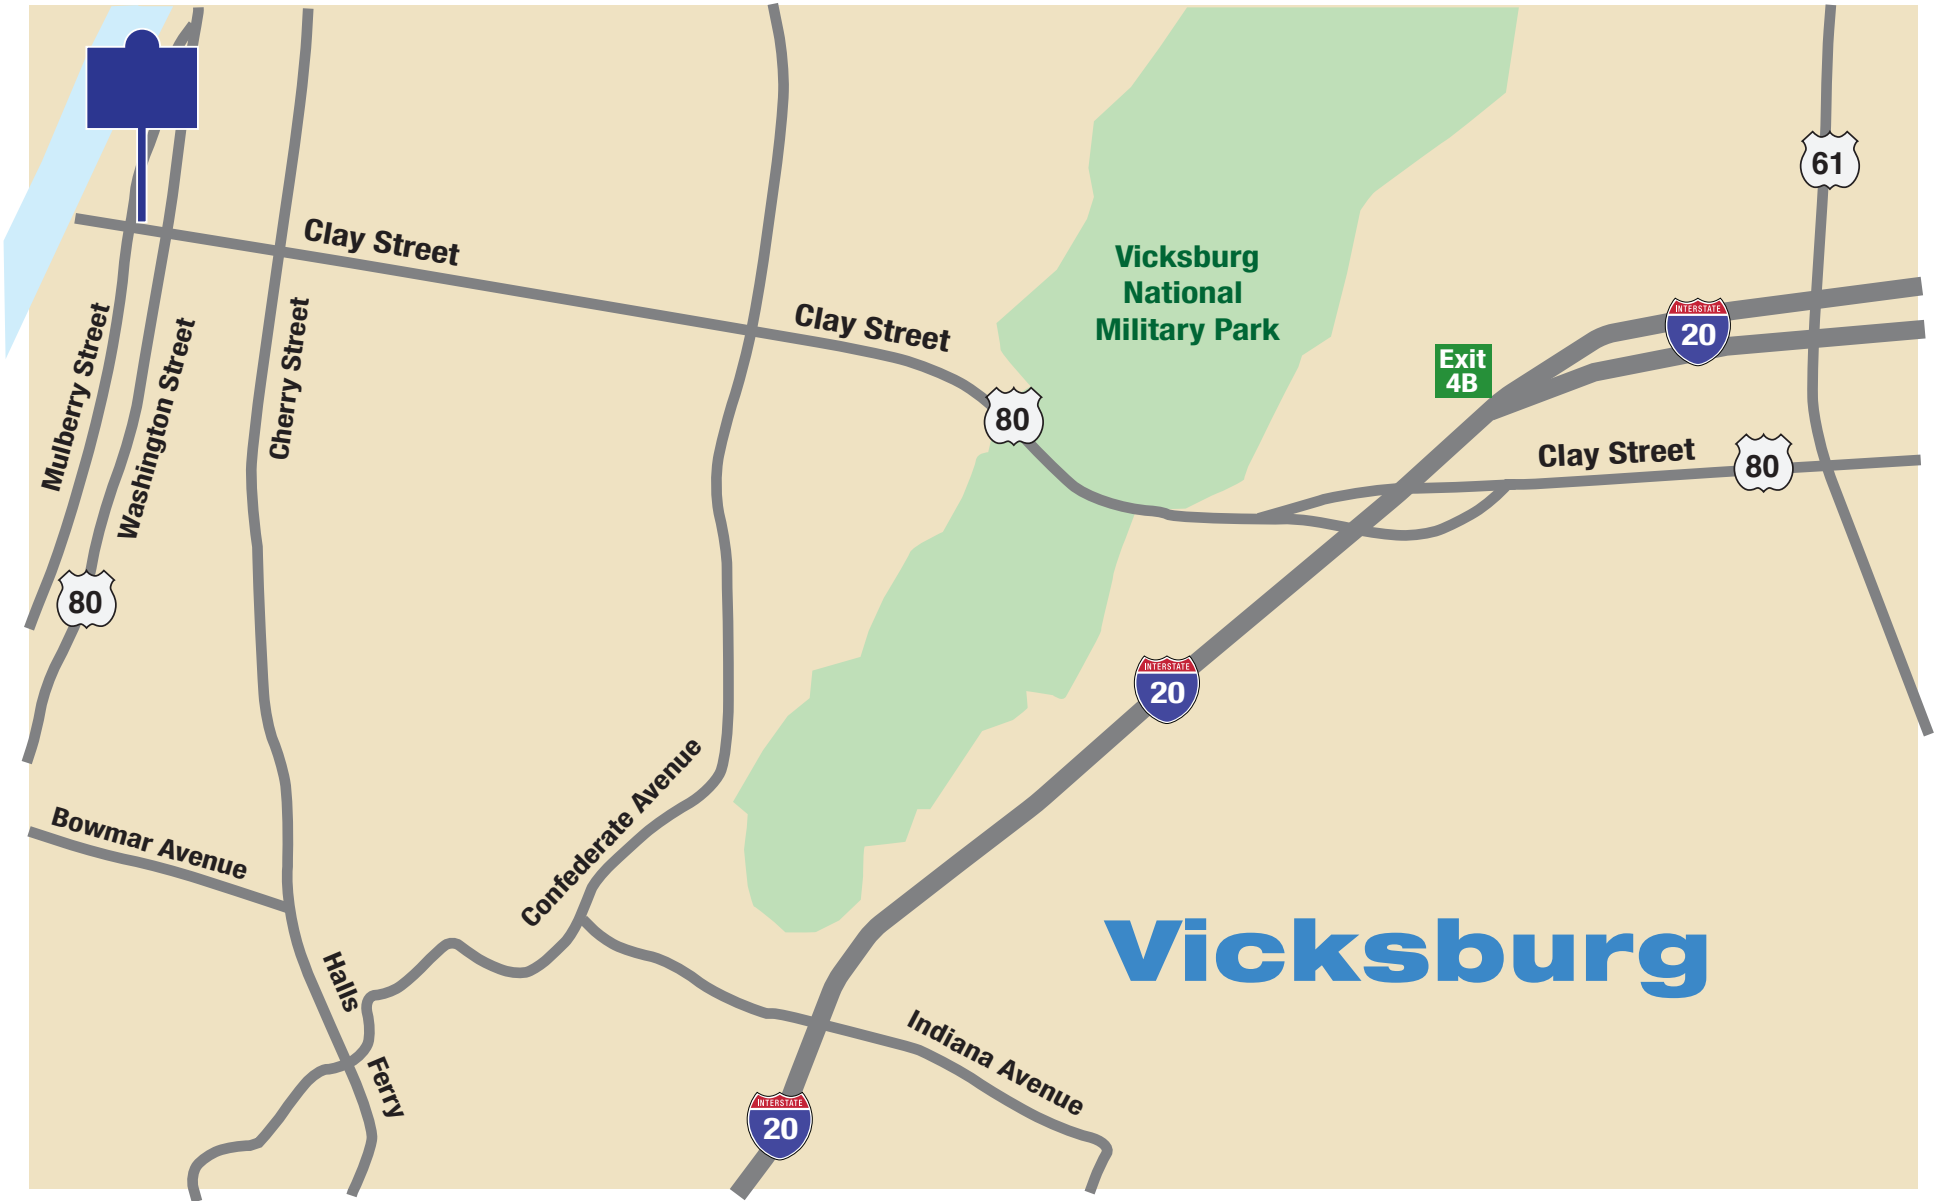 61
Clay Street
Vicksburg
National
Military Park
INTERSTATE
20
Mulberry Street
Washington Street
Cherry Street
Clay Street
Exit
4B
80
Clay Street
80
80
INTERSTATE
20
Confederate Avenue
Bowmar Avenue
Vicksburg
Halls
Ferry
Indiana Avenue
INTERSTATE
20